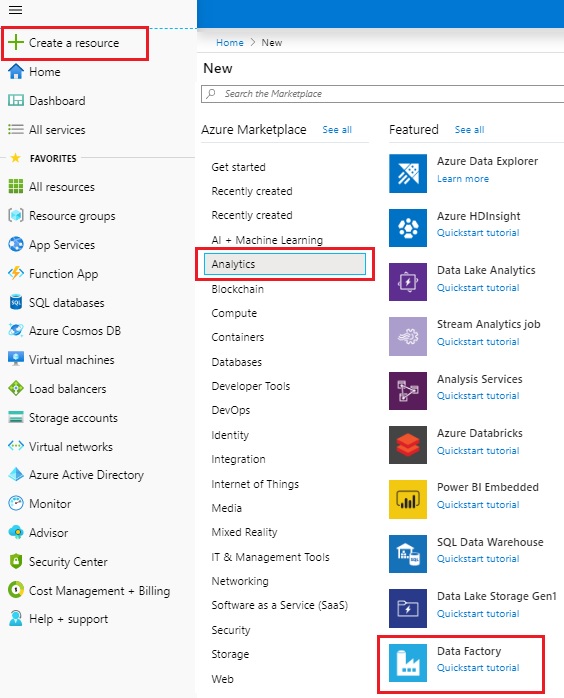 Create a resource
Home
Dashboard
All services
FAVORITES
All resources
Resource groups
App Services
Function App
SQL databases
Azure Cosmos DB
Virtual machines
Load balancers
Storage accounts
Virtual networks
Azure Active Directory
Monitor
Advisor
Security Center
Cost Management + Billing
Help + support
Home > New
New
Search the Marketplace
Azure Marketplace See all
Get started
Recently created
Recently created
AI + Machine Learning
Analytics
Blockchain
Compute
Containers
Databases
Developer Tools
DevOps
Identity
Integration
Internet of Things
Media
Mixed Reality
IT & Management Tools
Networking
Software as a Service (SaaS)
Security
Storage
Web
Featured See all
Azure Data Explorer
Learn more
Azure HDInsight
Quickstart tutorial
Data Lake Analytics
Quickstart tutorial
Stream Analytics job
Quickstart tutorial
Analysis Services
Quickstart tutorial
Azure Databricks
Quickstart tutorial
Power BI Embedded
Quickstart tutorial
SQL Data Warehouse
Quickstart tutorial
Data Lake Storage Gen1
Quickstart tutorial
Data Factory
Quickstart tutorial